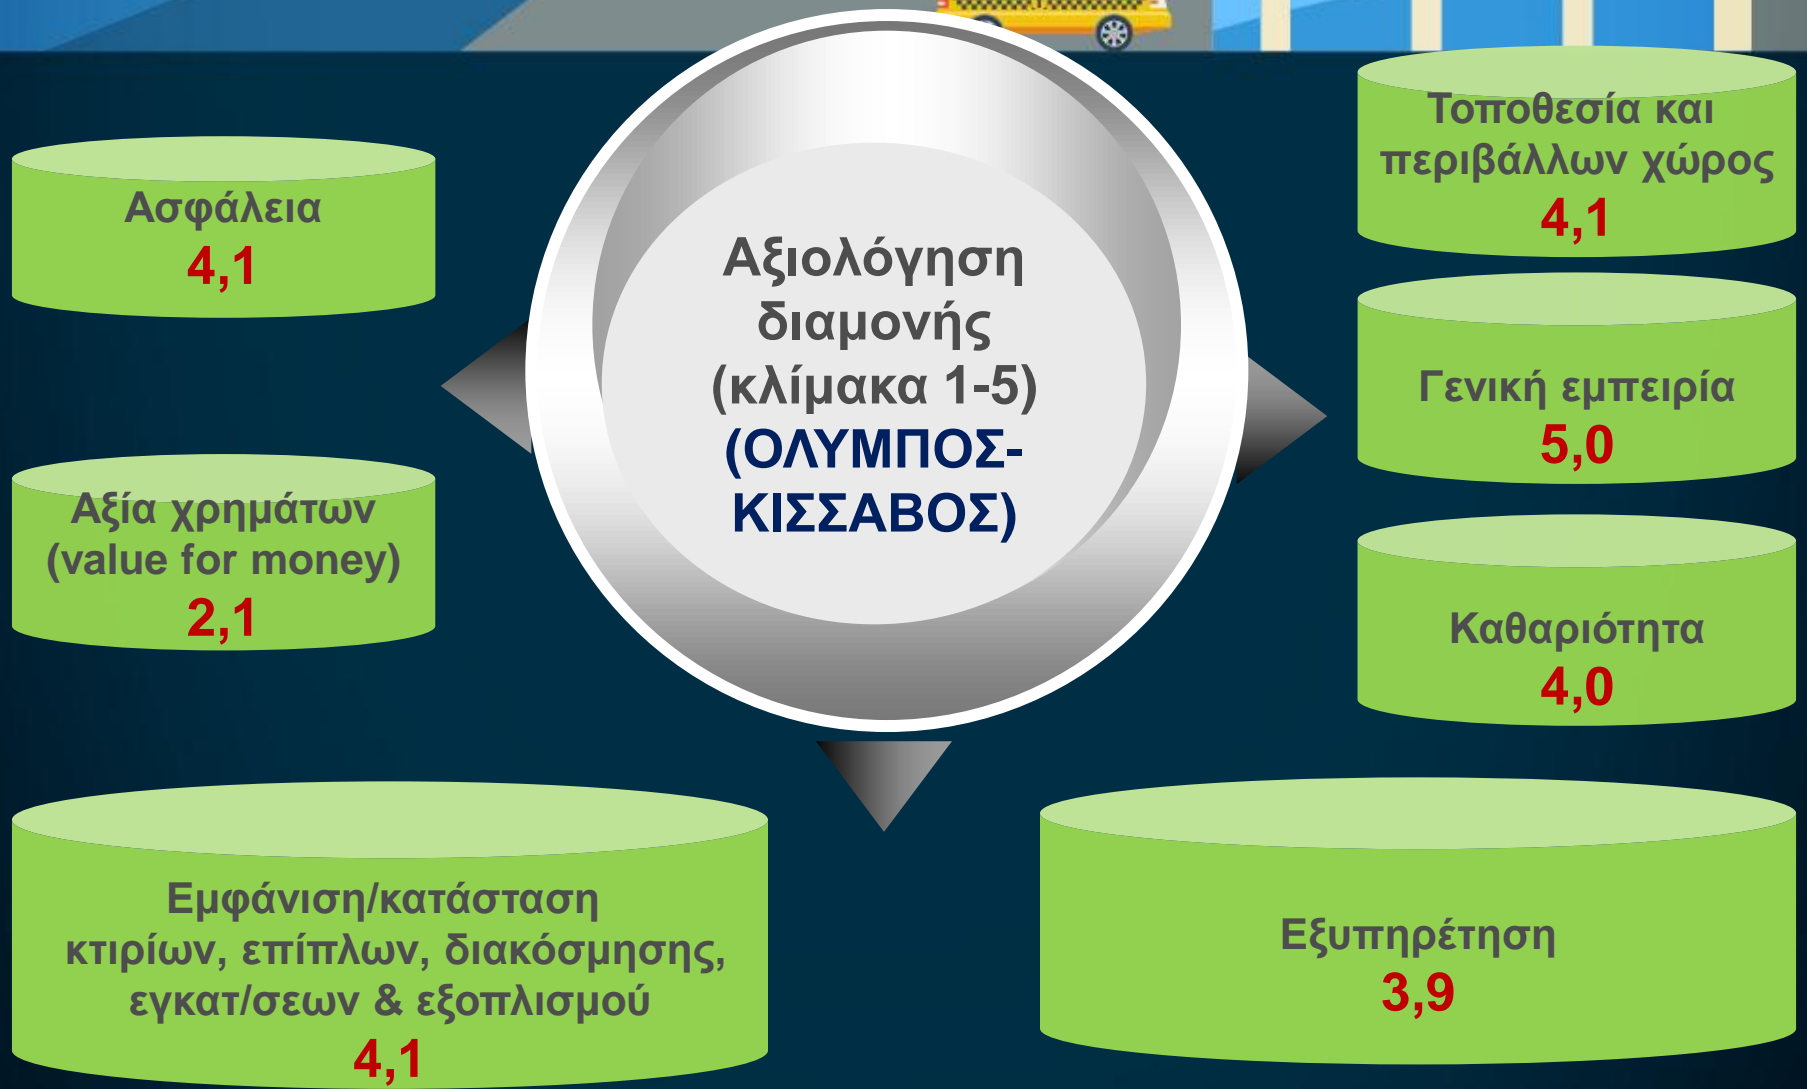 Αξιολόγηση
διαμονής
(κλίμακα 1-5)
(ΟΛΥΜΠΟΣ-
ΚΙΣΣΑΒΟΣ)
Ασφάλεια
4,1
Αξία χρημάτων
(value for money)
2,1
Εμφάνιση/κατάσταση
κτιρίων, επίπλων, διακόσμησης,
εγκατ/σεων & εξοπλισμού
4,1
Τοποθεσία και
περιβάλλων χώρος
4,1
Γενική εμπειρία
5,0
Καθαριότητα
4,0
Εξυπηρέτηση
3,9